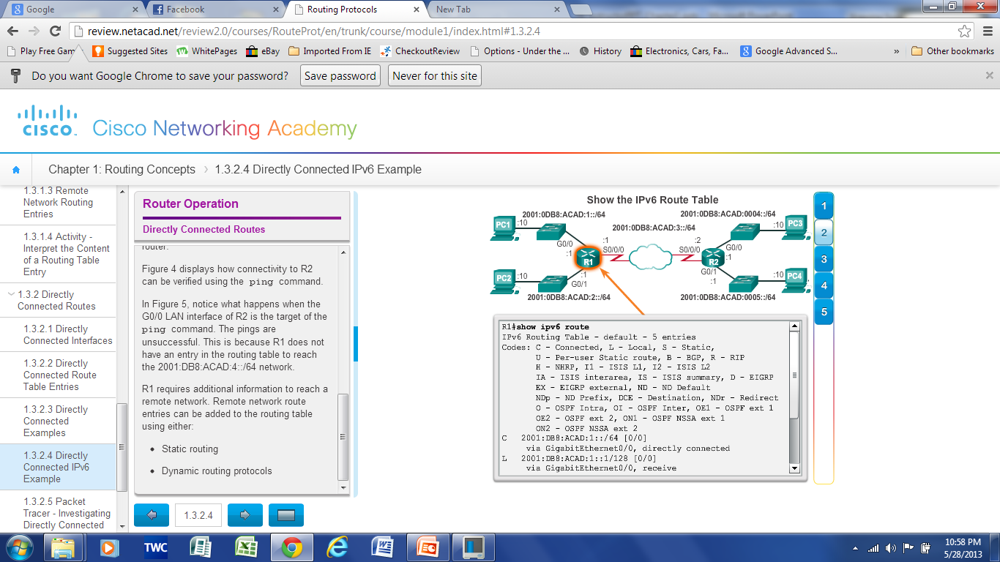 Google
Facebook
Routing Protocols
New Tab
review.netacad.net/review2.0/courses/RouteProt/en/trunk/course/module1/index.html#1.3.2.4
Play Free Gam
Suggested Sites
WhitePages
eBay
Imported From IE
CheckoutReview
Options - Under the ...
History
Electronics, Cars, Fa...
Google Advanced S...
»
Other bookmarks
Do you want Google Chrome to save your password?
Save password
Never for this site
CISCO
Cisco Networking Academy
Chapter 1: Routing Concepts
1.3.2.4 Directly Connected IPv6 Example
1.3.1.3 Remote
Network Routing
Entries
1.3.1.4 Activity -
Interpret the Content
of a Routing Table
Entry
1.3.2 Directly
Connected Routes
1.3.2.1 Directly
Connected Interfaces
1.3.2.2 Directly
Connected Route
Table Entries
1.3.2.3 Directly
Connected
Examples
1.3.2.4 Directly
Connected IPv6
Example
1.3.2.5 Packet
Tracer - Investigating
Directly Connected
Router Operation
Directly Connected Routes
router.
Figure 4 displays how connectivity to R2
can be verified using the ping command.
In Figure 5, notice what happens when the
G0/0 LAN interface of R2 is the target of the
ping command. The pings are
unsuccessful. This is because R1 does not
have an entry in the routing table to reach
the 2001:DB8:ACAD:4::/64 network.
R1 requires additional information to reach a
remote network. Remote network route
entries can be added to the routing table
using either:
• Static routing
• Dynamic routing protocols
1.3.2.4
Show the IPv6 Route Table
2001:0DB8:ACAD:1::/64
2001:0DB8:ACAD:0004::/64
PC1
:10
2001:0DB8:ACAD:3::/64
:10
PC3
G0/0
:1
:1
S0/0/0
:2
S0/0/0
G0/0
:1
R1
R2
PC2
:10
:1
G0/1
G0/1
:1
:10
PC4
2001:0DB8:ACAD:2::/64
2001:0DB8:ACAD:0005::/64
1
2
3
4
5
R1#show ipv6 route
IPv6 Routing Table - default - 5 entries
Codes: C - Connected, L - Local, S - Static,
U - Per-user Static route, B - BGP, R - RIP
H - NHRP, I1 - ISIS L1, I2 - ISIS L2
IA - ISIS interarea, IS - ISIS summary, D - EIGRP
EX - EIGRP external, ND - ND Default
NDp - ND Prefix, DCE - Destination, NDr - Redirect
O - OSPF Intra, OI - OSPF Inter, OE1 - OSPF ext 1
OE2 - OSPF ext 2, ON1 - OSPF NSSA ext 1
ON2 - OSPF NSSA ext 2
C 2001:DB8:ACAD:1::/64 [0/0]
via GigabitEthernet0/0, directly connected
L 2001:DB8:ACAD:1::1/128 [0/0]
via GigabitEthernet0/0, receive
TWC
10:58 PM
5/28/2013